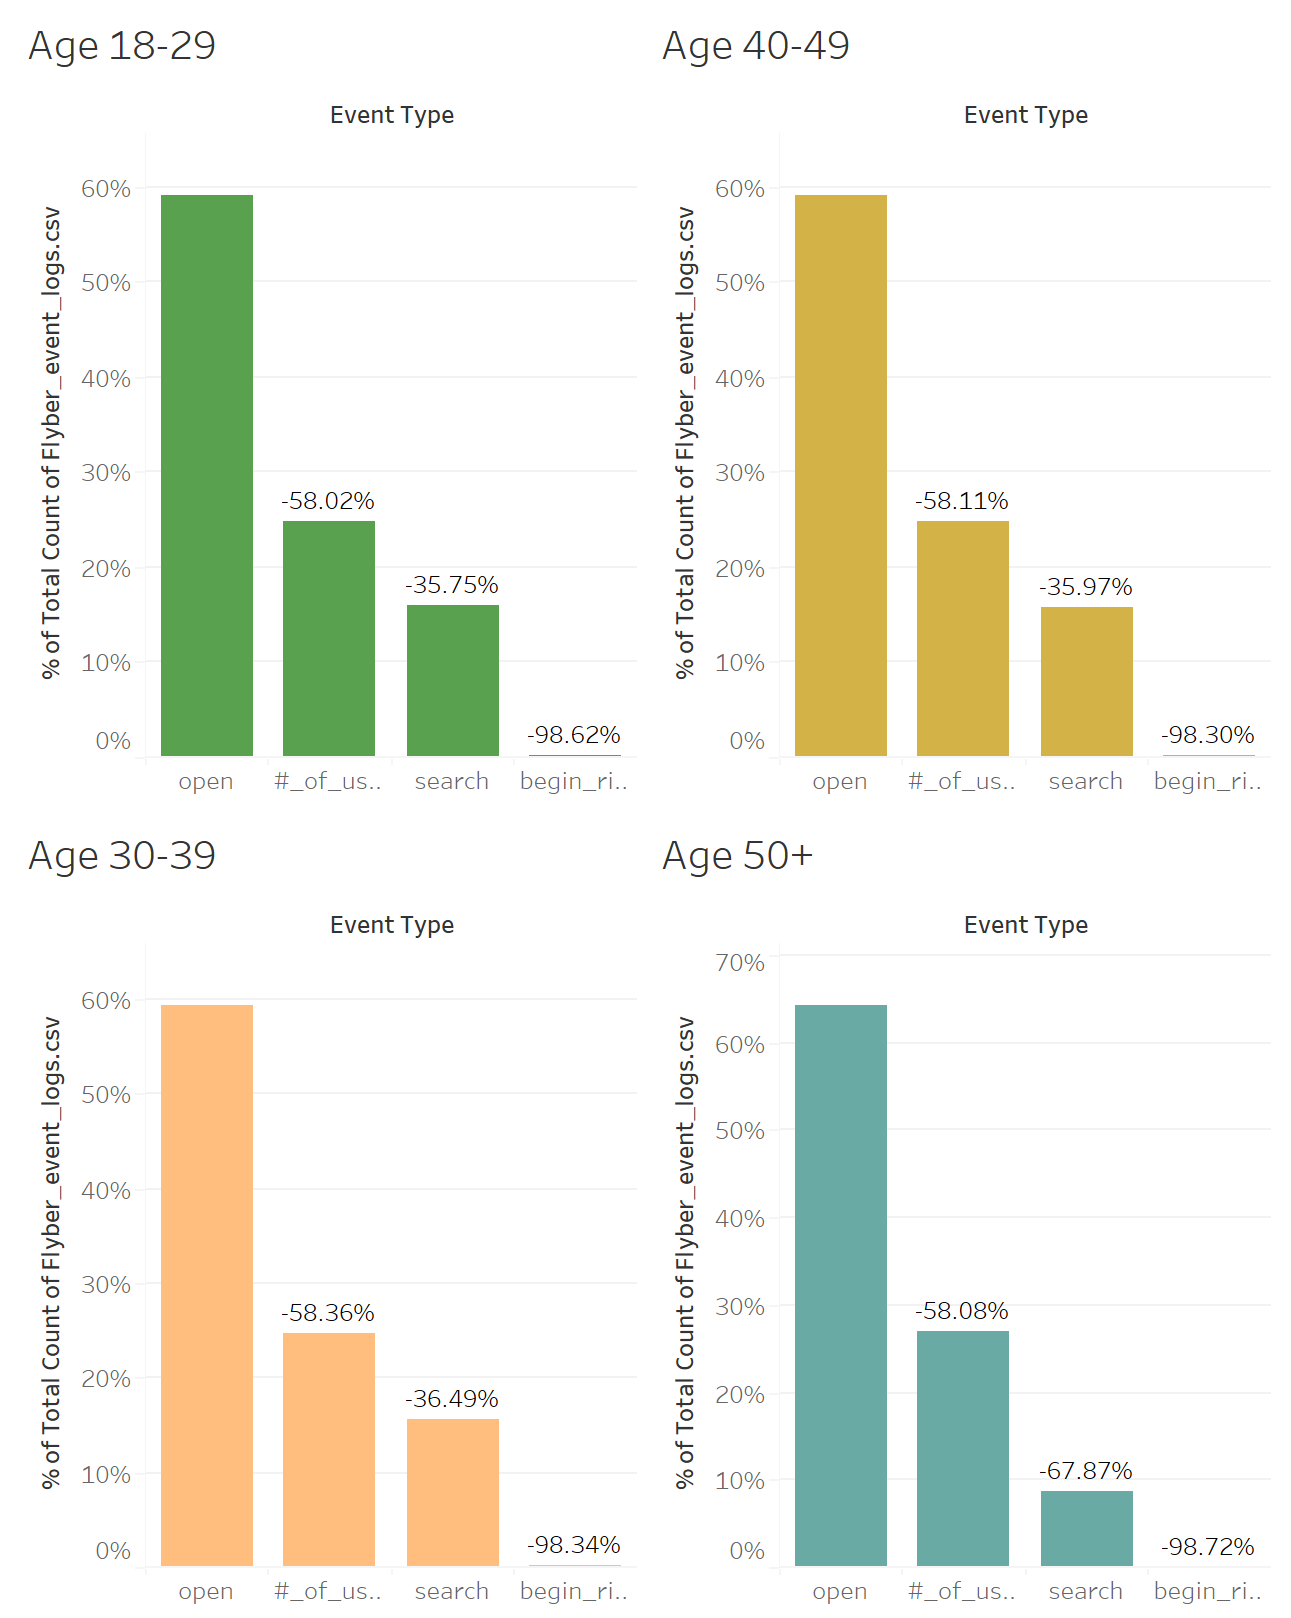 Age 18-29
Event Type
% of Total Count of Flyber_event_logs.csv
60%
50%
40%
30%
20%
10%
0%
-58.02%
-35.75%
-98.62%
open
#_of_us..
search
begin_ri..
Age 40-49
Event Type
% of Total Count of Flyber_event_logs.csv
60%
50%
40%
30%
20%
10%
0%
-58.11%
-35.97%
-98.30%
open
#_of_us..
search
begin_ri..
Age 30-39
Event Type
% of Total Count of Flyber_event_logs.csv
60%
50%
40%
30%
20%
10%
0%
-58.36%
-36.49%
-98.34%
open
#_of_us..
search
begin_ri..
Age 50+
Event Type
% of Total Count of Flyber_event_logs.csv
70%
60%
50%
40%
30%
20%
10%
0%
-58.08%
-67.87%
-98.72%
open
#_of_us..
search
begin_ri..